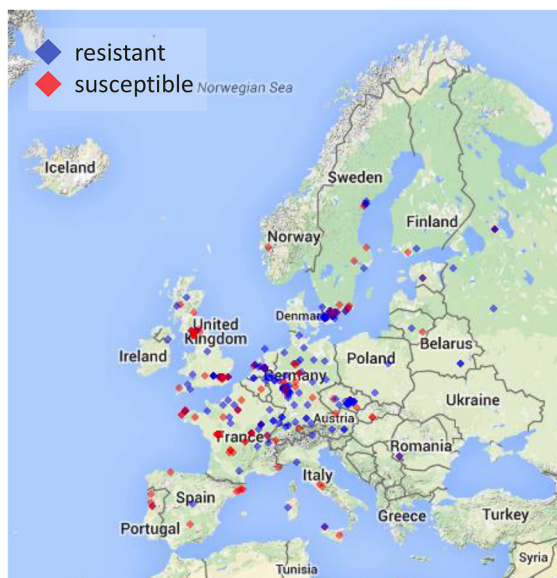 resistant
susceptible
Norwegian Sea
Iceland
Sweden
Finland
Norway
United
Kingdom
Denmark
Ireland
Belarus
Poland
Germany
Ukraine
Austria
France
Romania
Italy
Spain
Portugal
Greece
Turkey
Syria
Tunisia